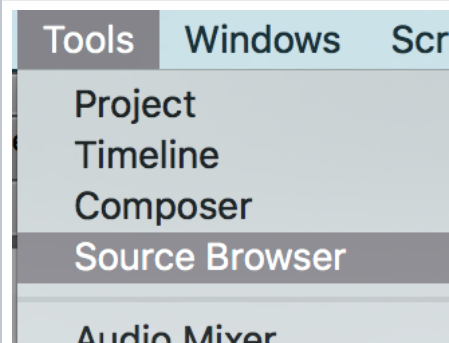 Tools Windows Scr
Project
Timeline
Composer
Source Browser
Audio Mixer